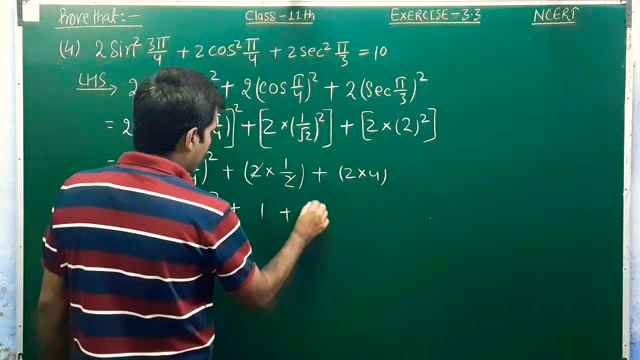 Prove that :- Class-11th EXERCISE-3.3 NCERT
(4) 2 Sin² 3π/4 + 2 cos² π/4 + 2 sec² π/3 = 10
LHS, 2 ² + 2 (cos π/4)² + 2 (sec π/3)²
= 2 π/4)]² + [2 × (1/√2)²] + [2 × (2)²]
= )² + (2 × 1/2) + (2×4)
+ 1 +